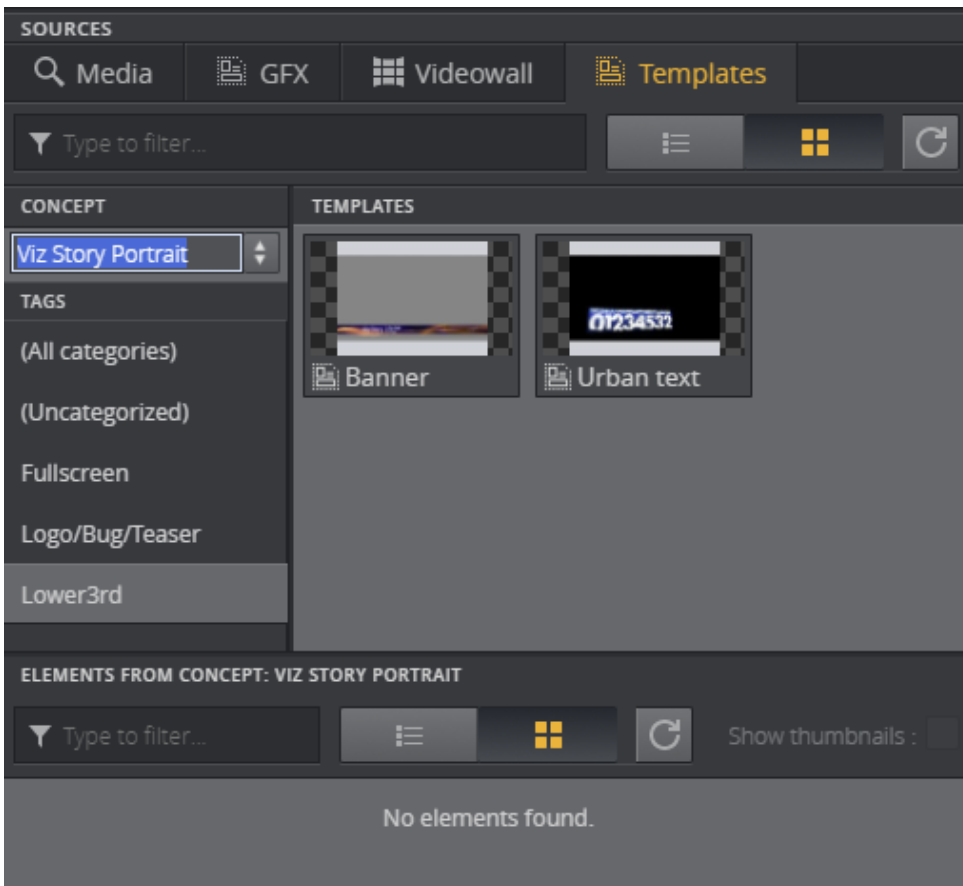 SOURCES
Media GFX Videowall Templates
Type to filter...
CONCEPT
Viz Story Portrait
TAGS
(All categories)
(Uncategorized)
Fullscreen
Logo/Bug/Teaser
Lower3rd
TEMPLATES
01234532
Banner
Urban text
ELEMENTS FROM CONCEPT: VIZ STORY PORTRAIT
Type to filter...
Show thumbnails :
No elements found.